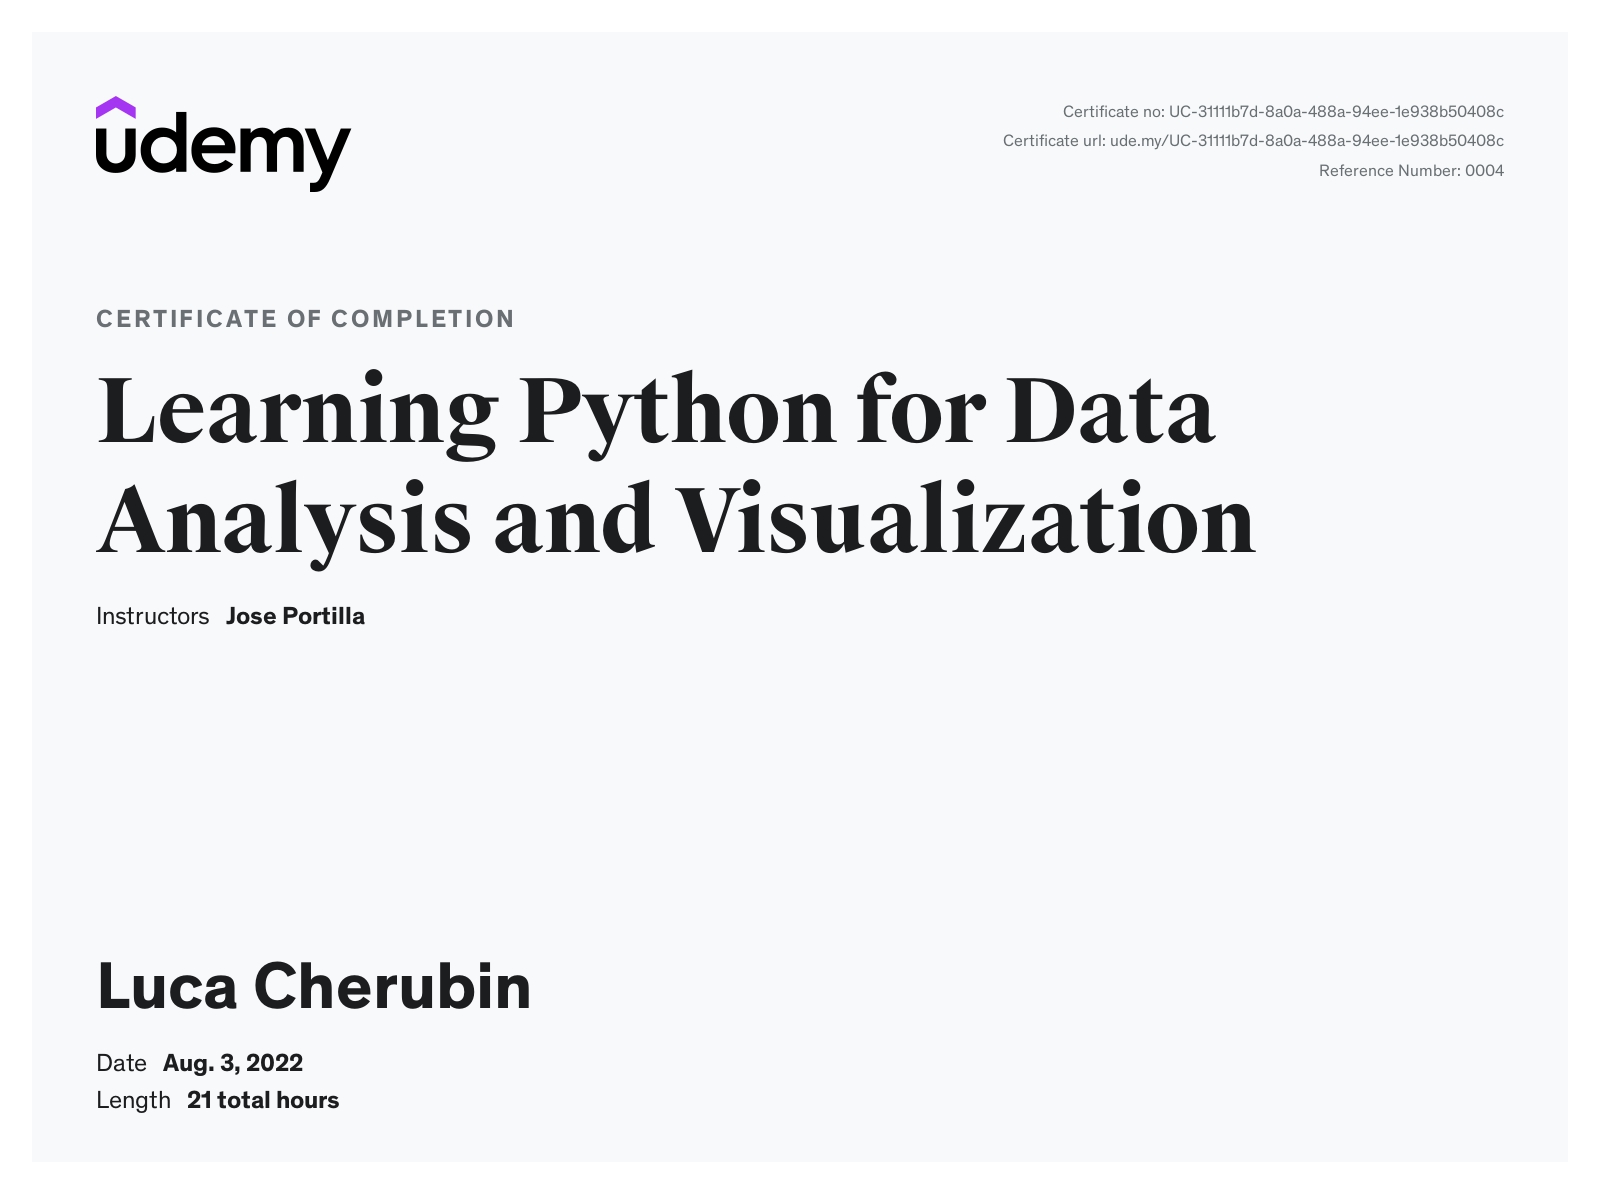 udemy
Certificate no: UC-31111b7d-8a0a-488a-94ee-1e938b50408c
Certificate url: ude.my/UC-31111b7d-8a0a-488a-94ee-1e938b50408c
Reference Number: 0004
CERTIFICATE OF COMPLETION
Learning Python for Data
Analysis and Visualization
Instructors Jose Portilla
Luca Cherubin
Date Aug. 3, 2022
Length 21 total hours